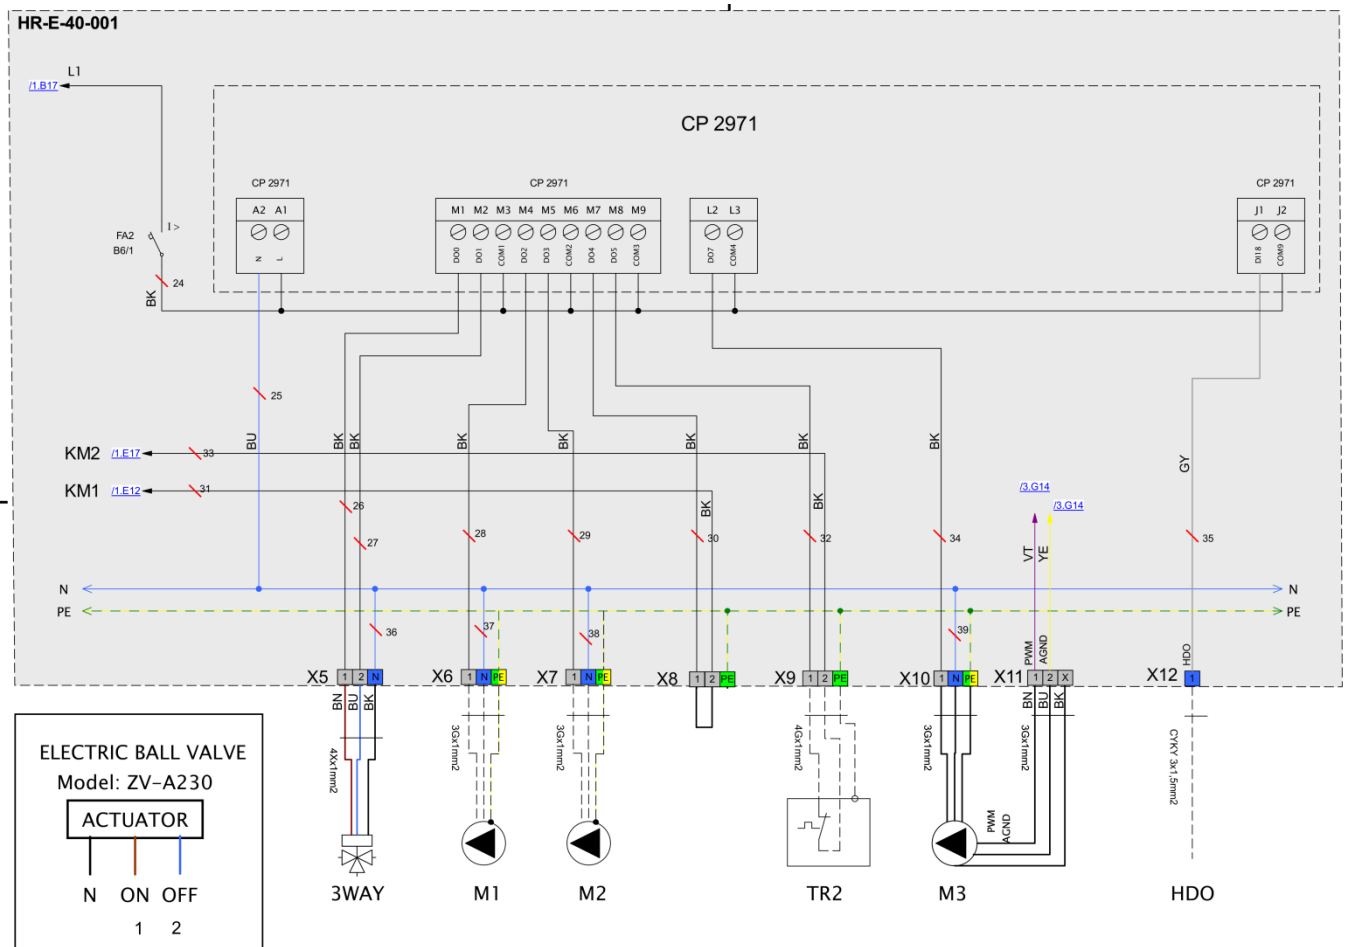 HR-E-40-001
L1
/1.B17
CP 2971
CP 2971
CP 2971
CP 2971
A2 A1
M1 M2 M3 M4 M5 M6 M7 M8 M9
L2 L3
J1 J2
N L
DO0 DO1 COM1 DO2 DO3 COM2 DO4 DO5 COM3
DO7 COM4
DI18 COM9
FA2
B6/1
I >
24
BK
25
BU
BK BK BK BK BK BK BK
GY
KM2 /1.E17 33
KM1 /1.E12 31
BK
BK
26
27
28
29
30
32
34
35
/3.G14
/3.G14
VT
YE
N
N
PE
PE
36
37
38
39
PWM
AGND
HDO
X5 1 2 N
X6 1 N PE
X7 1 N PE
X8 1 2 PE
X9 1 2 PE
X10 1 N PE
X11 1 2 X
X12 1
BN BU BK
BN BU BK
4Xx1mm2
3Gx1mm2
3Gx1mm2
4Gx1mm2
3Gx1mm2
3Gx1mm2
CYKY 3x1,5mm2
PWM
AGND
3WAY
M1
M2
TR2
M3
HDO
ELECTRIC BALL VALVE
Model: ZV-A230
ACTUATOR
N ON OFF
1 2